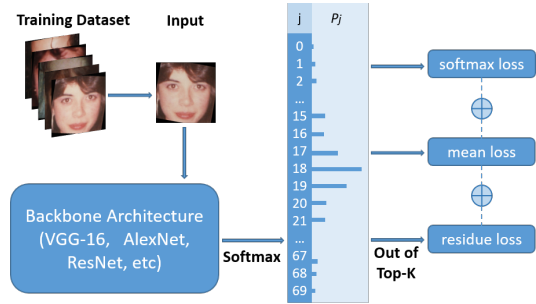 Training Dataset
Input
Backbone Architecture
(VGG-16, AlexNet,
ResNet, etc)
Softmax
j Pj
0
1
2
...
15
16
17
18
19
20
21
...
67
68
69
Out of
Top-K
softmax loss
mean loss
residue loss